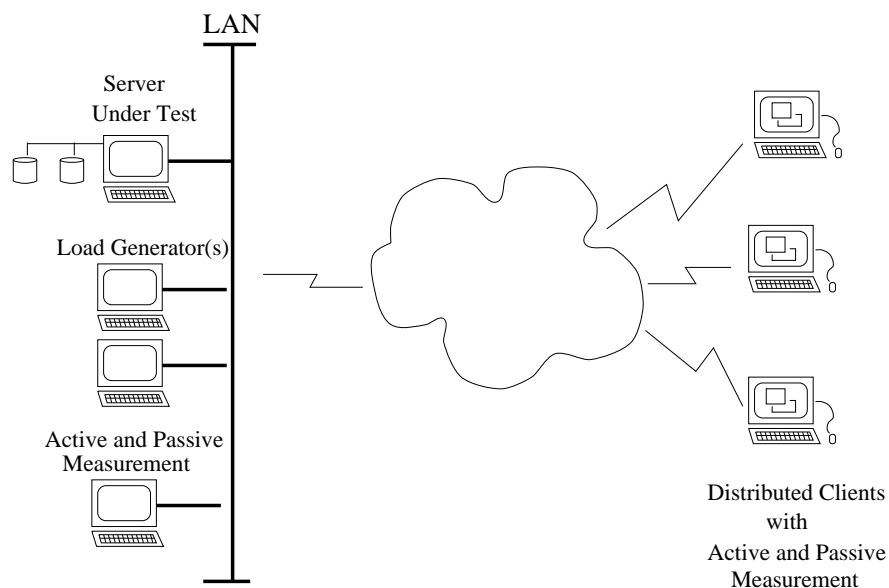 LAN
Server
Under Test
Load Generator(s)
Active and Passive
Measurement
Distributed Clients
with
Active and Passive
Measurement